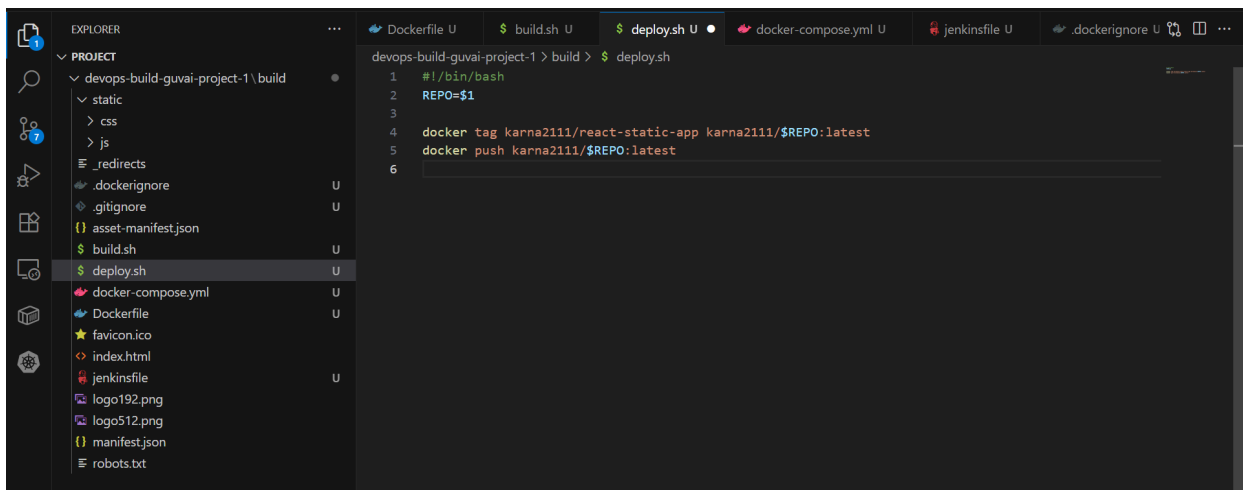 EXPLORER
PROJECT
devops-build-guvai-project-1\build
static
css
js
_redirects
.dockerignore U
.gitignore U
{} asset-manifest.json
$ build.sh U
$ deploy.sh U
docker-compose.yml U
Dockerfile U
favicon.ico
<> index.html
jenkinsfile U
logo192.png
logo512.png
{} manifest.json
robots.txt
1
7
Dockerfile U $ build.sh U $ deploy.sh U docker-compose.yml U jenkinsfile U .dockerignore U
devops-build-guvai-project-1 > build > $ deploy.sh
1 #!/bin/bash
2 REPO=$1
3
4 docker tag karna2111/react-static-app karna2111/$REPO:latest
5 docker push karna2111/$REPO:latest
6